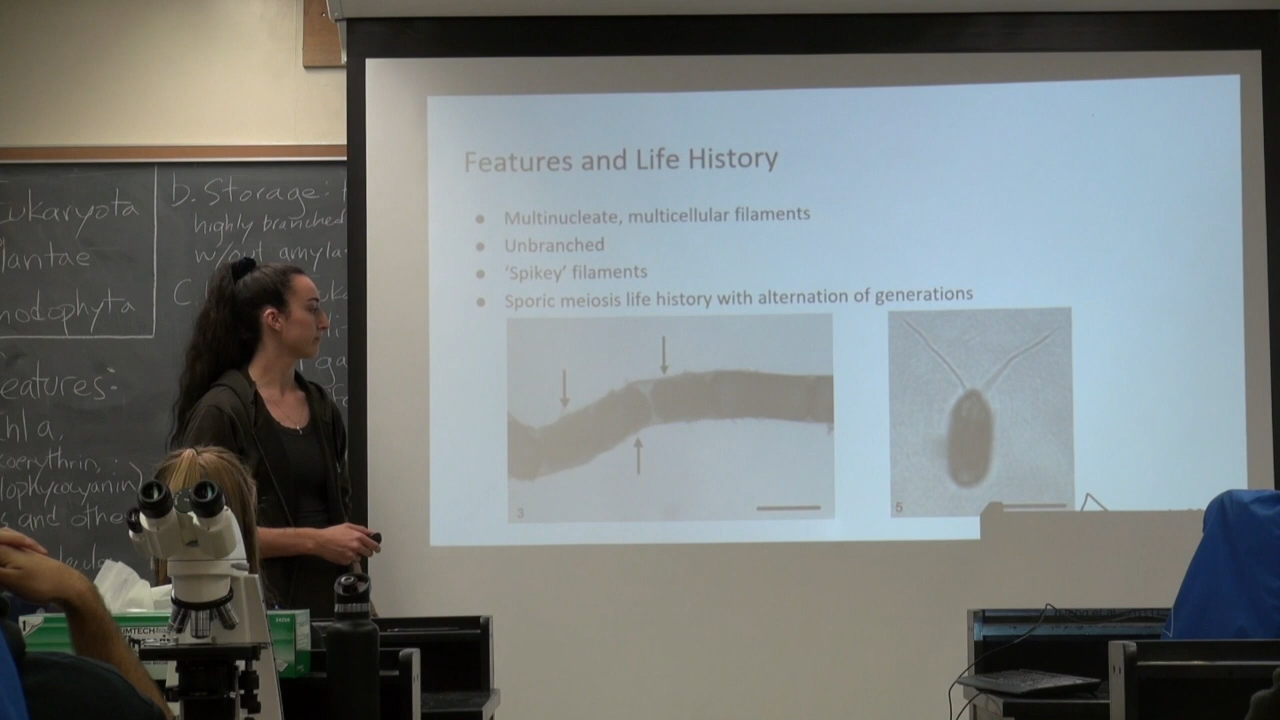 Features and Life History
Multinucleate, multicellular filaments
Unbranched
'Spikey' filaments
Sporic meiosis life history with alternation of generations
3
5
Eukaryota
lantae
hodophyta
eatures:
hl a,
coerythrin,
lophycocyanin)
s and other
b. Storage:
highly branched
w/out amyla-
C.